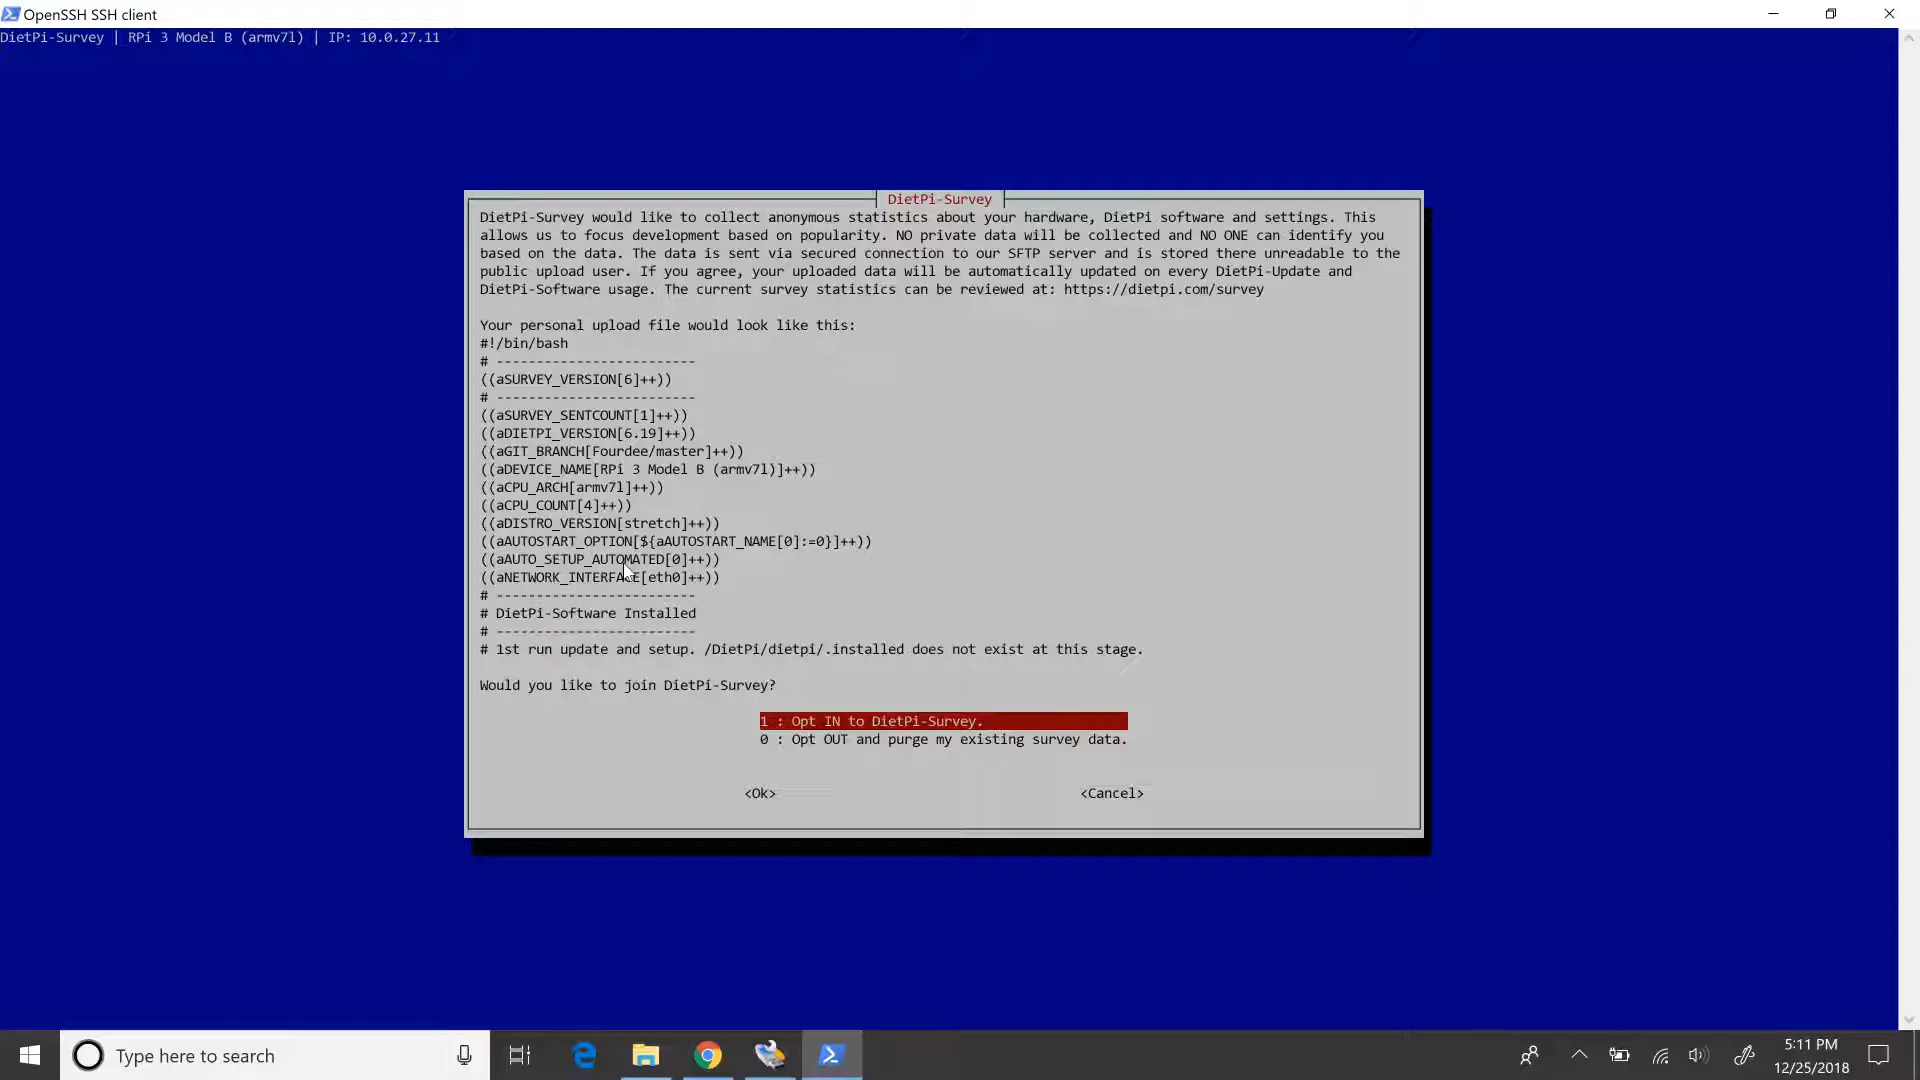 OpenSSH SSH client
DietPi-Survey | RPi 3 Model B (armv7l) | IP: 10.0.27.11
DietPi-Survey
DietPi-Survey would like to collect anonymous statistics about your hardware, DietPi software and settings. This
allows us to focus development based on popularity. NO private data will be collected and NO ONE can identify you
based on the data. The data is sent via secured connection to our SFTP server and is stored there unreadable to the
public upload user. If you agree, your uploaded data will be automatically updated on every DietPi-Update and
DietPi-Software usage. The current survey statistics can be reviewed at: https://dietpi.com/survey
Your personal upload file would look like this:
#!/bin/bash
# -------------------------
((aSURVEY_VERSION[6]++))
# -------------------------
((aSURVEY_SENTCOUNT[1]++))
((aDIETPI_VERSION[6.19]++))
((aGIT_BRANCH[Fourdee/master]++))
((aDEVICE_NAME[RPi 3 Model B (armv7l)]++))
((aCPU_ARCH[armv7l]++))
((aCPU_COUNT[4]++))
((aDISTRO_VERSION[stretch]++))
((aAUTOSTART_OPTION[${aAUTOSTART_NAME[0]:=0}]++))
((aAUTO_SETUP_AUTOMATED[0]++))
((aNETWORK_INTERFACE[eth0]++))
# -------------------------
# DietPi-Software Installed
# -------------------------
# 1st run update and setup. /DietPi/dietpi/.installed does not exist at this stage.
Would you like to join DietPi-Survey?
1 : Opt IN to DietPi-Survey.
0 : Opt OUT and purge my existing survey data.
<Ok> <Cancel>
Type here to search
5:11 PM
12/25/2018